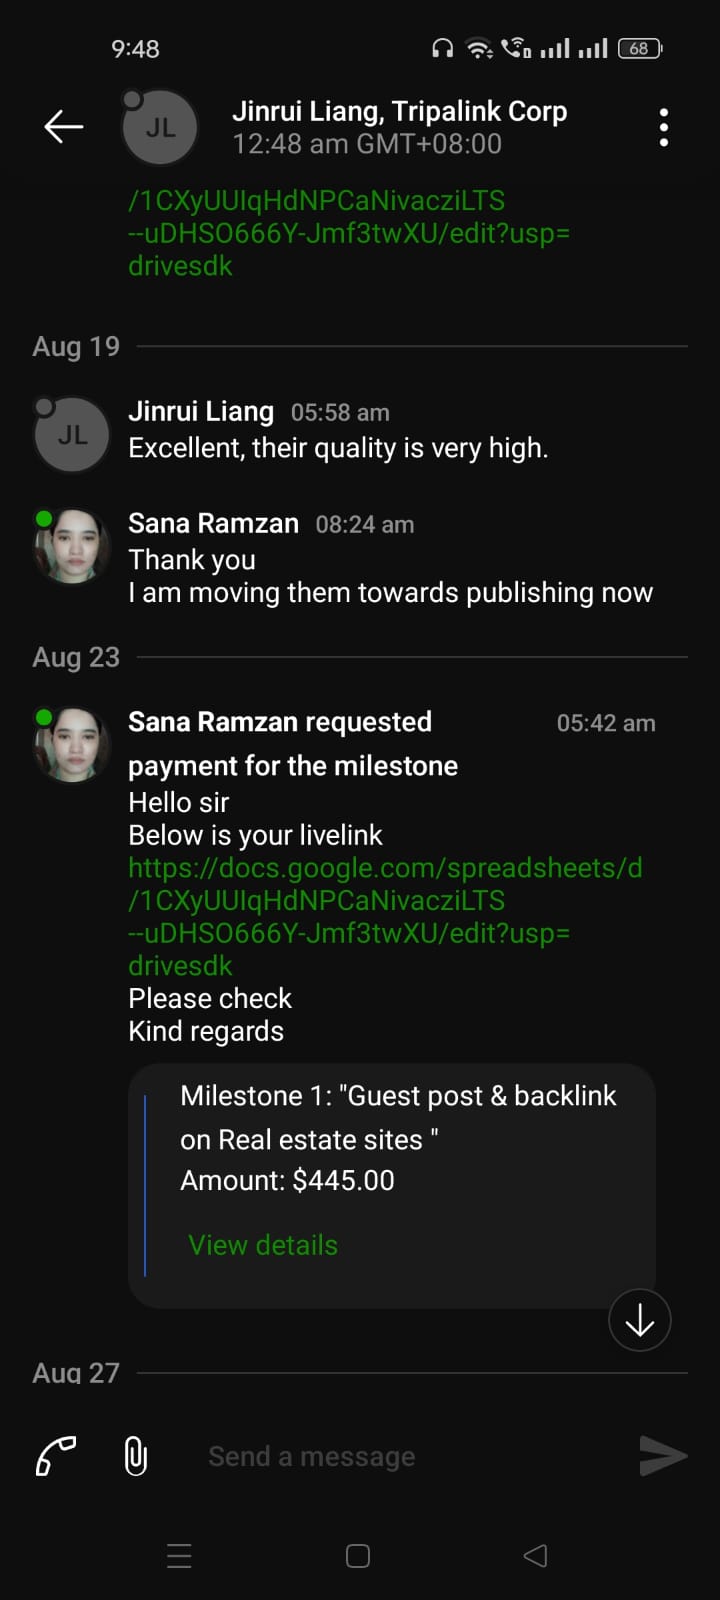 9:48
68
JL
Jinrui Liang, Tripalink Corp
12:48 am GMT+08:00
/1CXyUUIqHdNPCaNivacziLTS
--uDHSO666Y-Jmf3twXU/edit?usp=
drivesdk
Aug 19
JL
Jinrui Liang 05:58 am
Excellent, their quality is very high.
Sana Ramzan 08:24 am
Thank you
I am moving them towards publishing now
Aug 23
Sana Ramzan requested 05:42 am
payment for the milestone
Hello sir
Below is your livelink
https://docs.google.com/spreadsheets/d
/1CXyUUIqHdNPCaNivacziLTS
--uDHSO666Y-Jmf3twXU/edit?usp=
drivesdk
Please check
Kind regards
Milestone 1: "Guest post & backlink
on Real estate sites "
Amount: $445.00
View details
Aug 27
Send a message